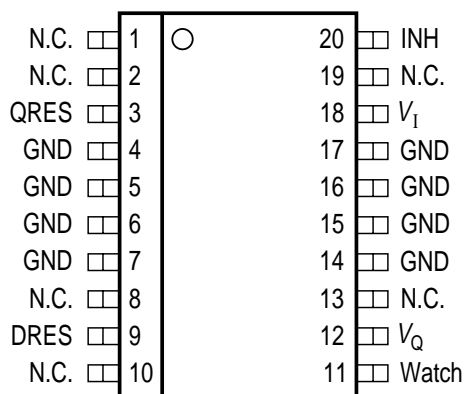 N.C. 1 20 INH
N.C. 2 19 N.C.
QRES 3 18 VI
GND 4 17 GND
GND 5 16 GND
GND 6 15 GND
GND 7 14 GND
N.C. 8 13 N.C.
DRES 9 12 VQ
N.C. 10 11 Watch